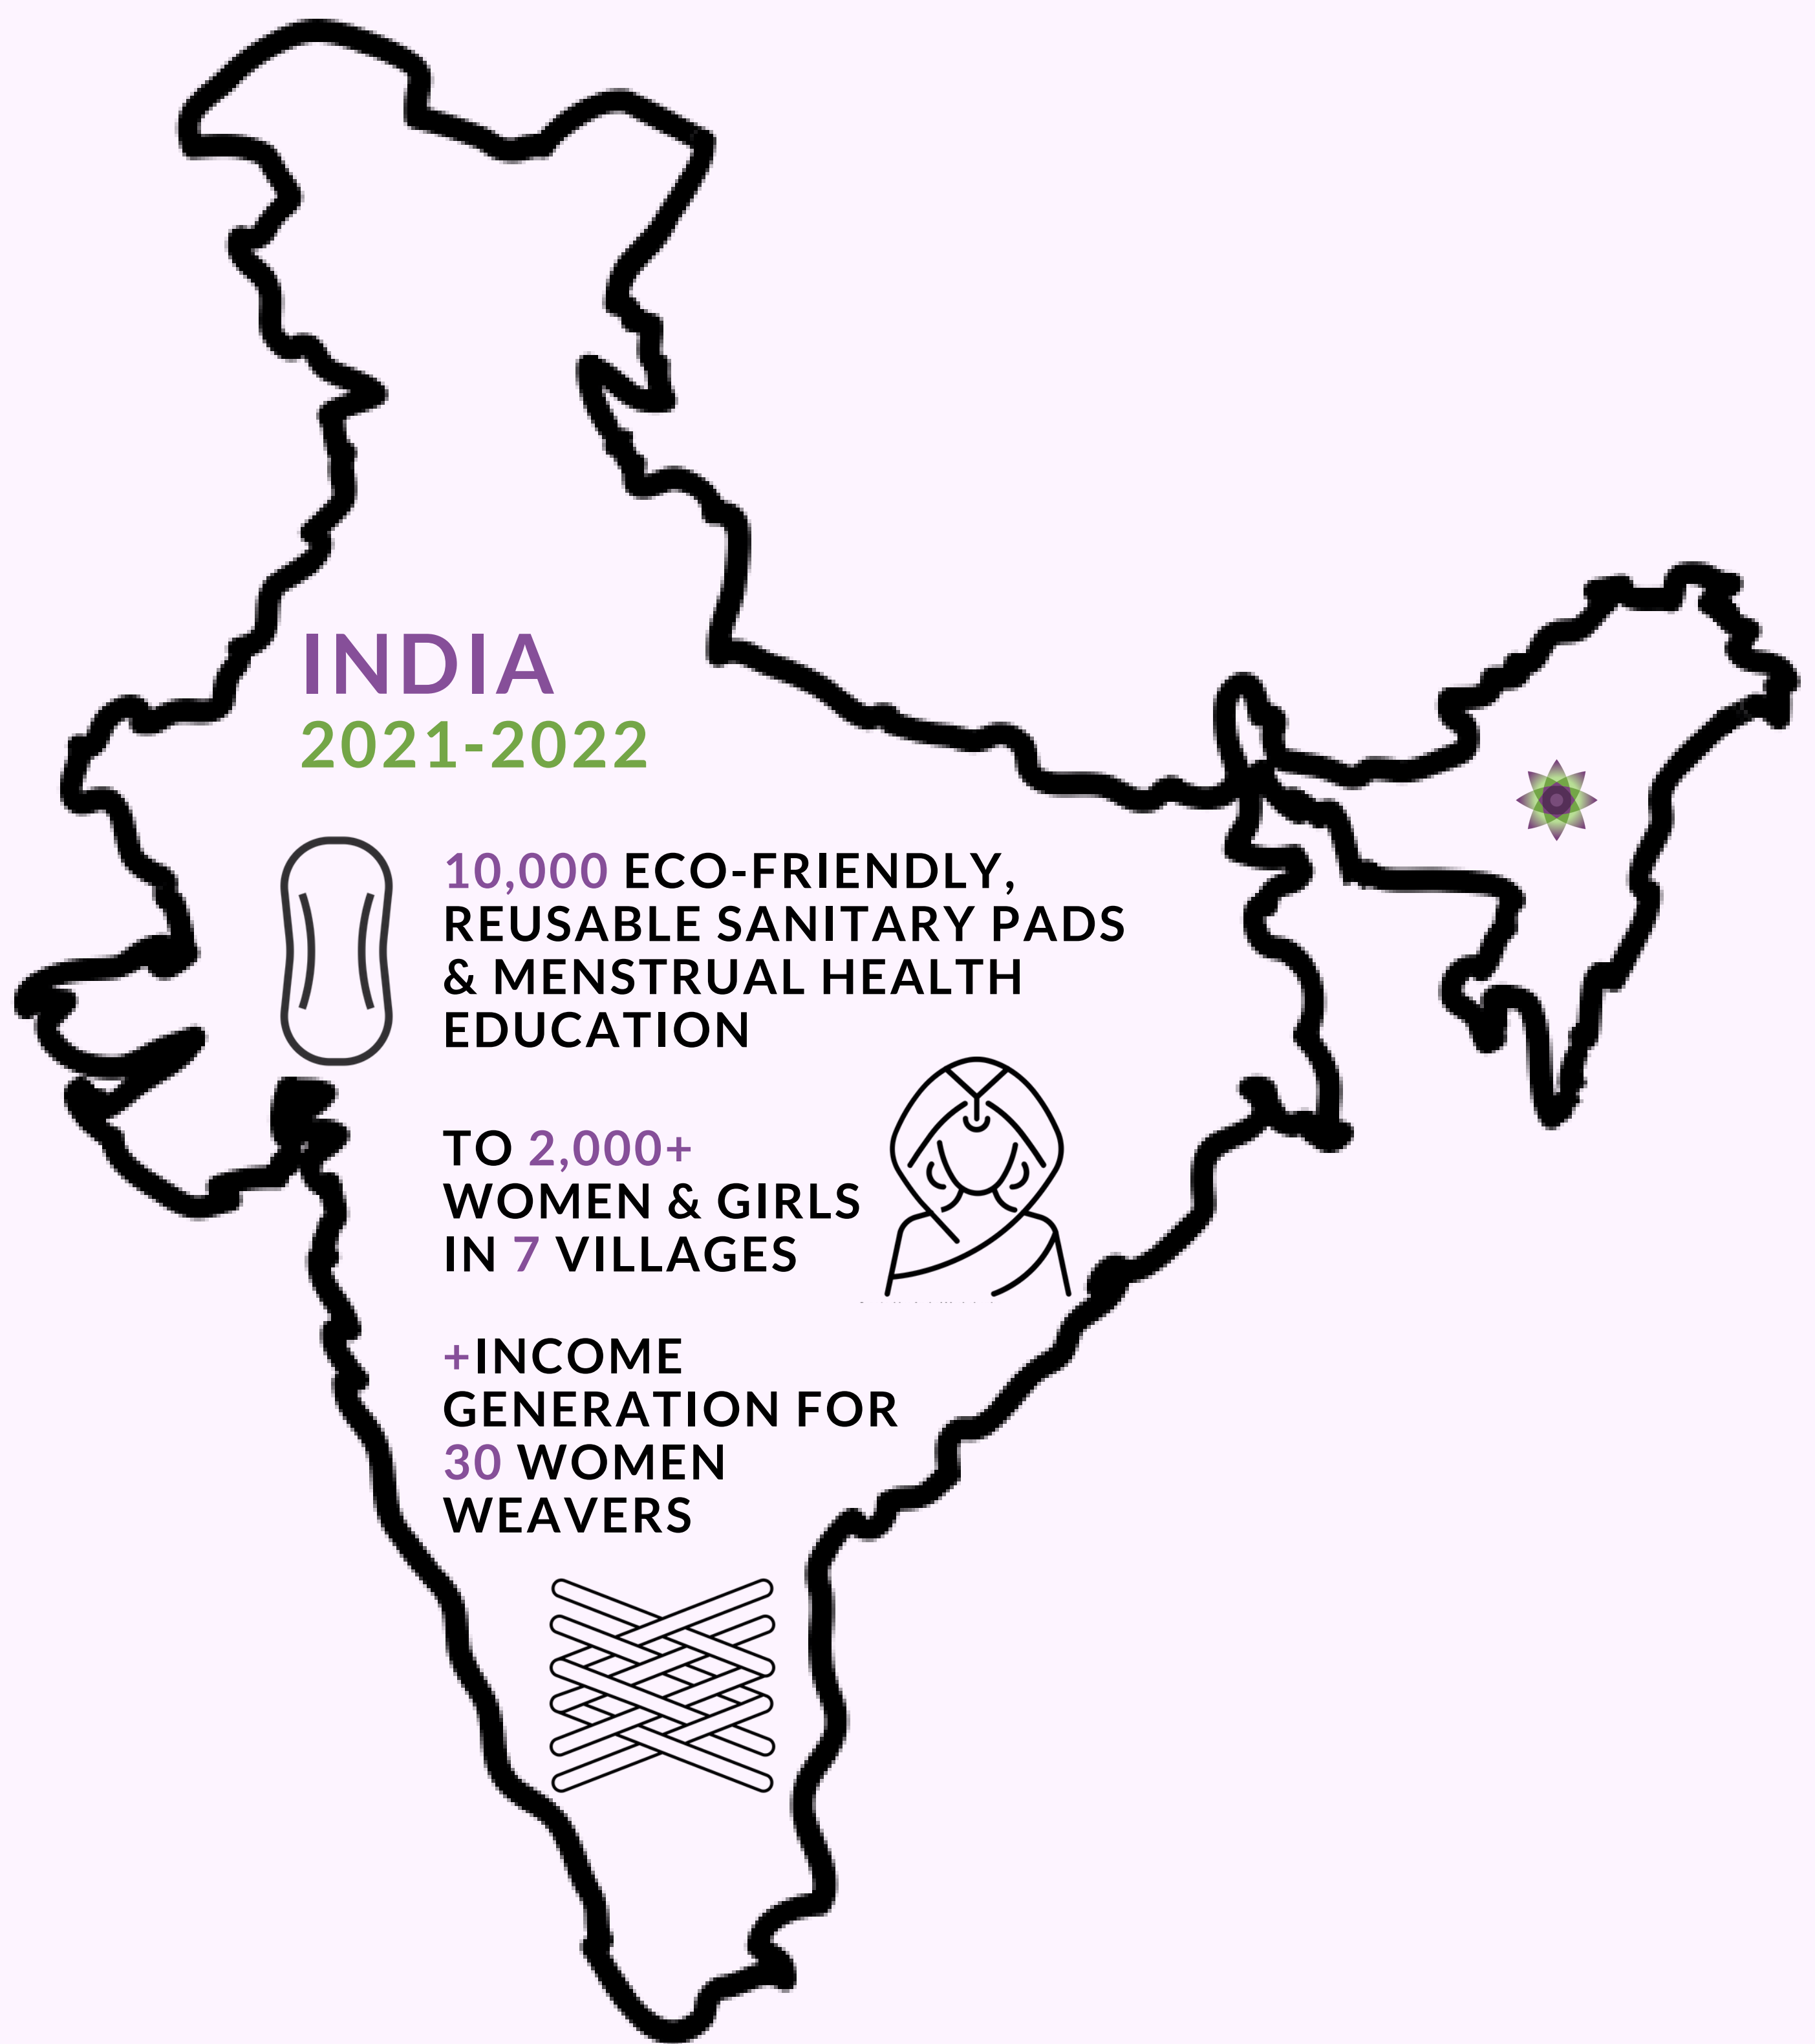 INDIA
2021-2022
10,000 ECO-FRIENDLY,
REUSABLE SANITARY PADS
& MENSTRUAL HEALTH
EDUCATION
TO 2,000+
WOMEN & GIRLS
IN 7 VILLAGES
+INCOME
GENERATION FOR
30 WOMEN
WEAVERS